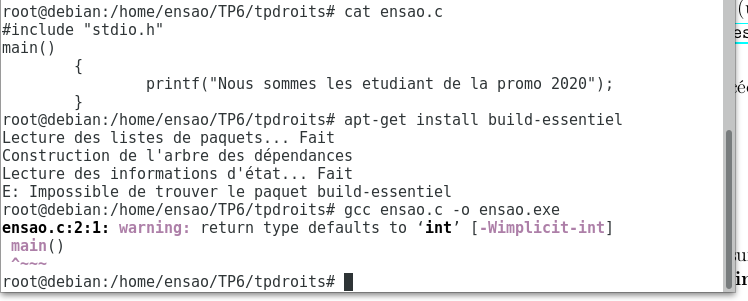 root@debian:/home/ensao/TP6/tpdroits# cat ensao.c
#include "stdio.h"
main()
{
printf("Nous sommes les etudiant de la promo 2020");
}
root@debian:/home/ensao/TP6/tpdroits# apt-get install build-essentiel
Lecture des listes de paquets... Fait
Construction de l'arbre des dépendances
Lecture des informations d'état... Fait
E: Impossible de trouver le paquet build-essentiel
root@debian:/home/ensao/TP6/tpdroits# gcc ensao.c -o ensao.exe
ensao.c:2:1: warning: return type defaults to ‘int’ [-Wimplicit-int]
main()
^~~~
root@debian:/home/ensao/TP6/tpdroits#